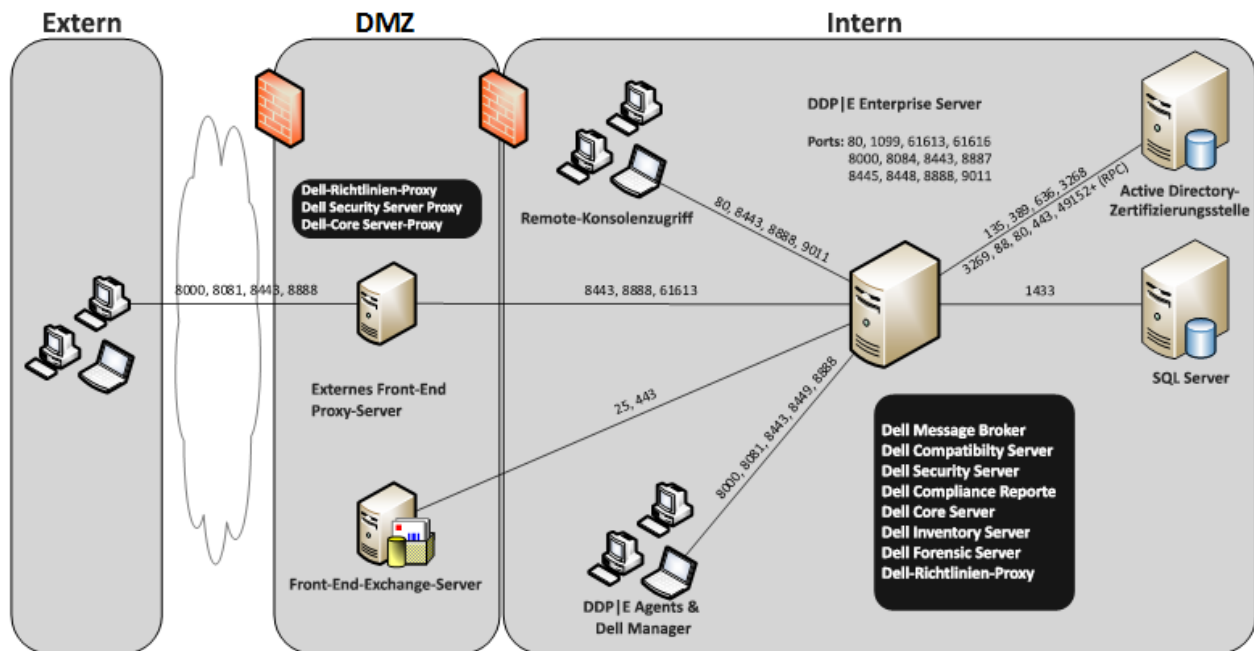 Extern
DMZ
Intern
DDP|E Enterprise Server
Ports: 80, 1099, 61613, 61616
8000, 8084, 8443, 8887
8445, 8448, 8888, 9011
Dell-Richtlinien-Proxy
Dell Security Server Proxy
Dell-Core Server-Proxy
Remote-Konsolenzugriff
80, 8443, 8888, 9011
135, 389, 636, 3268
3269, 88, 80, 443, 49152+ (RPC)
Active Directory-
Zertifizierungsstelle
8000, 8081, 8443, 8888
8443, 8888, 61613
1433
Externes Front-End
Proxy-Server
SQL Server
25, 443
8000, 8081, 8443, 8449, 8888
Dell Message Broker
Dell Compatibilty Server
Dell Security Server
Dell Compliance Reporte
Dell Core Server
Dell Inventory Server
Dell Forensic Server
Dell-Richtlinien-Proxy
Front-End-Exchange-Server
DDP|E Agents &
Dell Manager